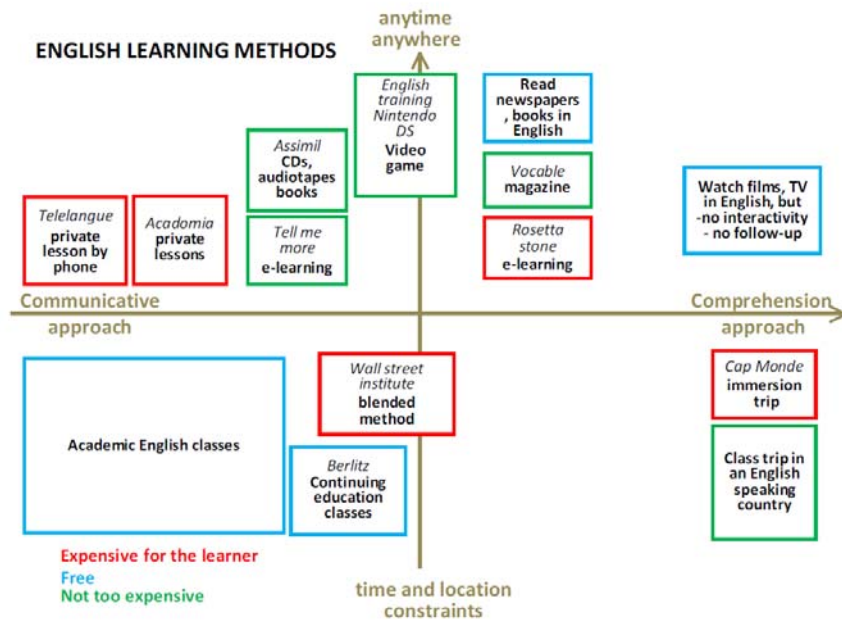 anytime
anywhere
ENGLISH LEARNING METHODS
English
training
Nintendo
DS
Video
game
Read
newspapers
, books in
English
Assimil
CDs,
audiotapes
books
Vocable
magazine
Watch films, TV
in English, but
-no interactivity
- no follow-up
Telelangue
private
lesson by
phone
Acadomia
private
lessons
Tell me
more
e-learning
Rosetta
stone
e-learning
Communicative
approach
Comprehension
approach
Wall street
institute
blended
method
Cap Monde
immersion
trip
Academic English classes
Berlitz
Continuing
education
classes
Class trip in
an English
speaking
country
Expensive for the learner
Free
Not too expensive
time and location
constraints